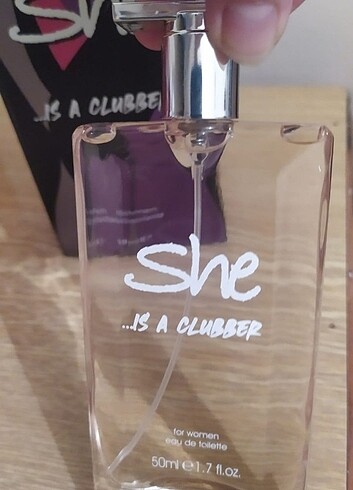 She
...IS A CLUBBER
She
...IS A CLUBBER
for women
eau de toilette
50ml e 1.7 fl.oz.